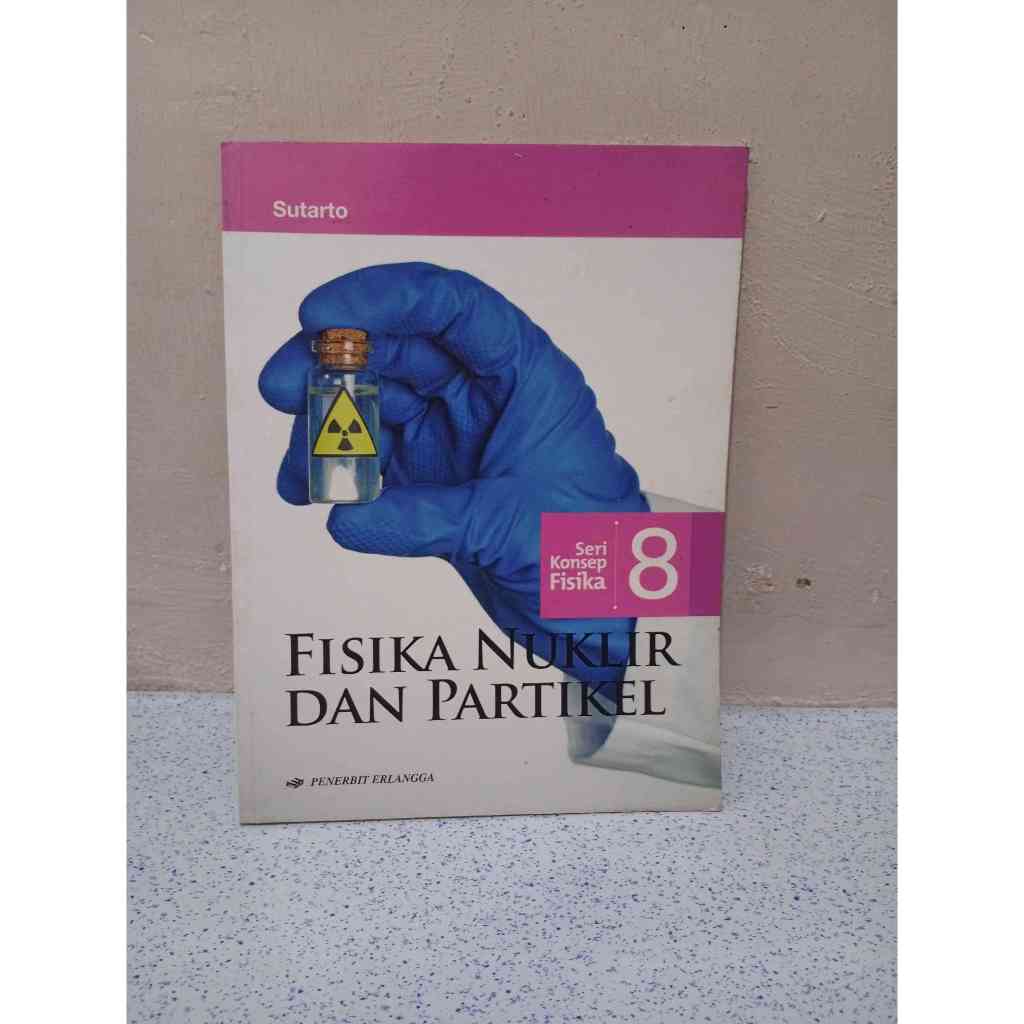 Sutarto
Seri
Konsep
Fisika
8
FISIKA NUKLIR
DAN PARTIKEL
PENERBIT ERLANGGA